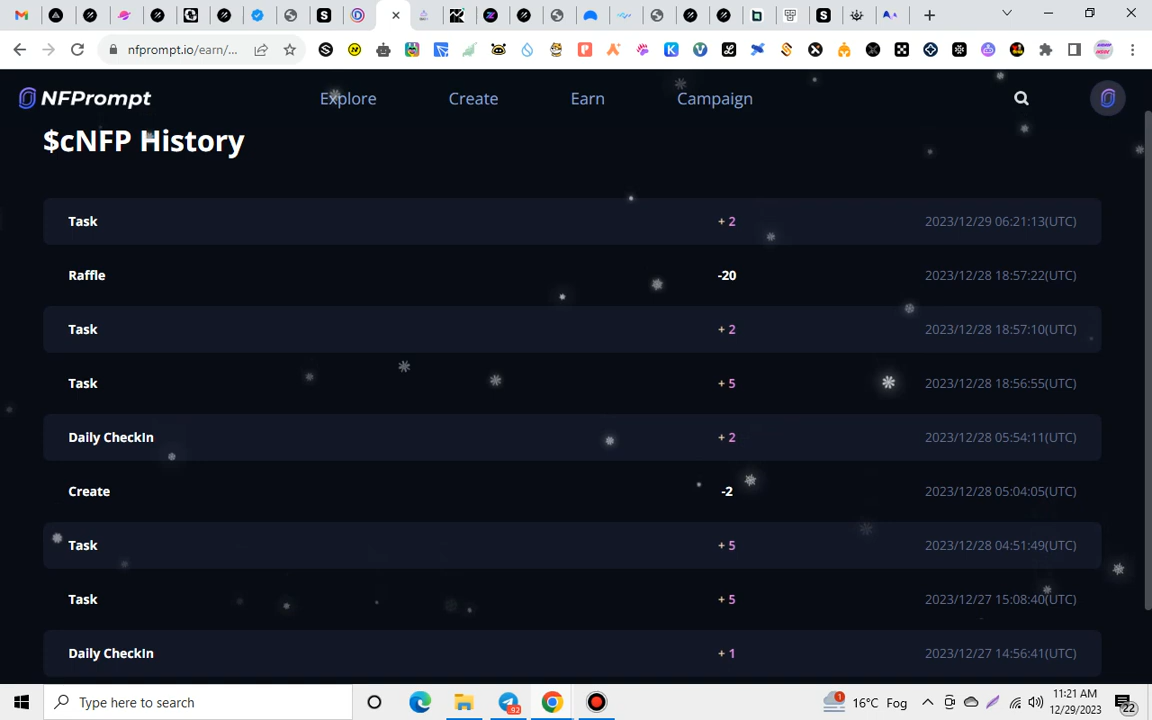 nfprompt.io/earn/...
NFPrompt
Explore
Create
Earn
Campaign
$cNFP History
Task + 2 2023/12/29 06:21:13(UTC)
Raffle -20 2023/12/28 18:57:22(UTC)
Task + 2 2023/12/28 18:57:10(UTC)
Task + 5 2023/12/28 18:56:55(UTC)
Daily CheckIn + 2 2023/12/28 05:54:11(UTC)
Create -2 2023/12/28 05:04:05(UTC)
Task + 5 2023/12/28 04:51:49(UTC)
Task + 5 2023/12/27 15:08:40(UTC)
Daily CheckIn + 1 2023/12/27 14:56:41(UTC)
Type here to search
92
1
16°C Fog
11:21 AM
12/29/2023
22